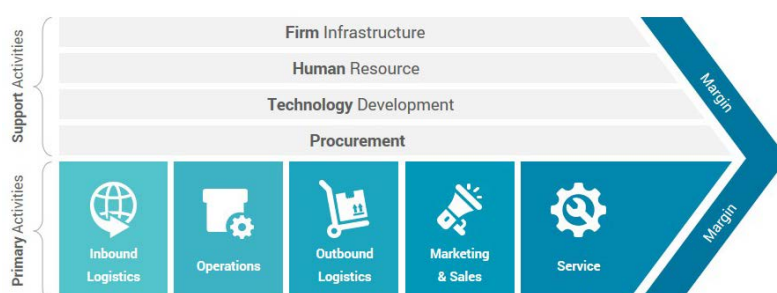 Support Activities
Firm Infrastructure
Human Resource
Technology Development
Procurement
Margin
Primary Activities
Inbound
Logistics
Operations
Outbound
Logistics
Marketing
& Sales
Service
Margin